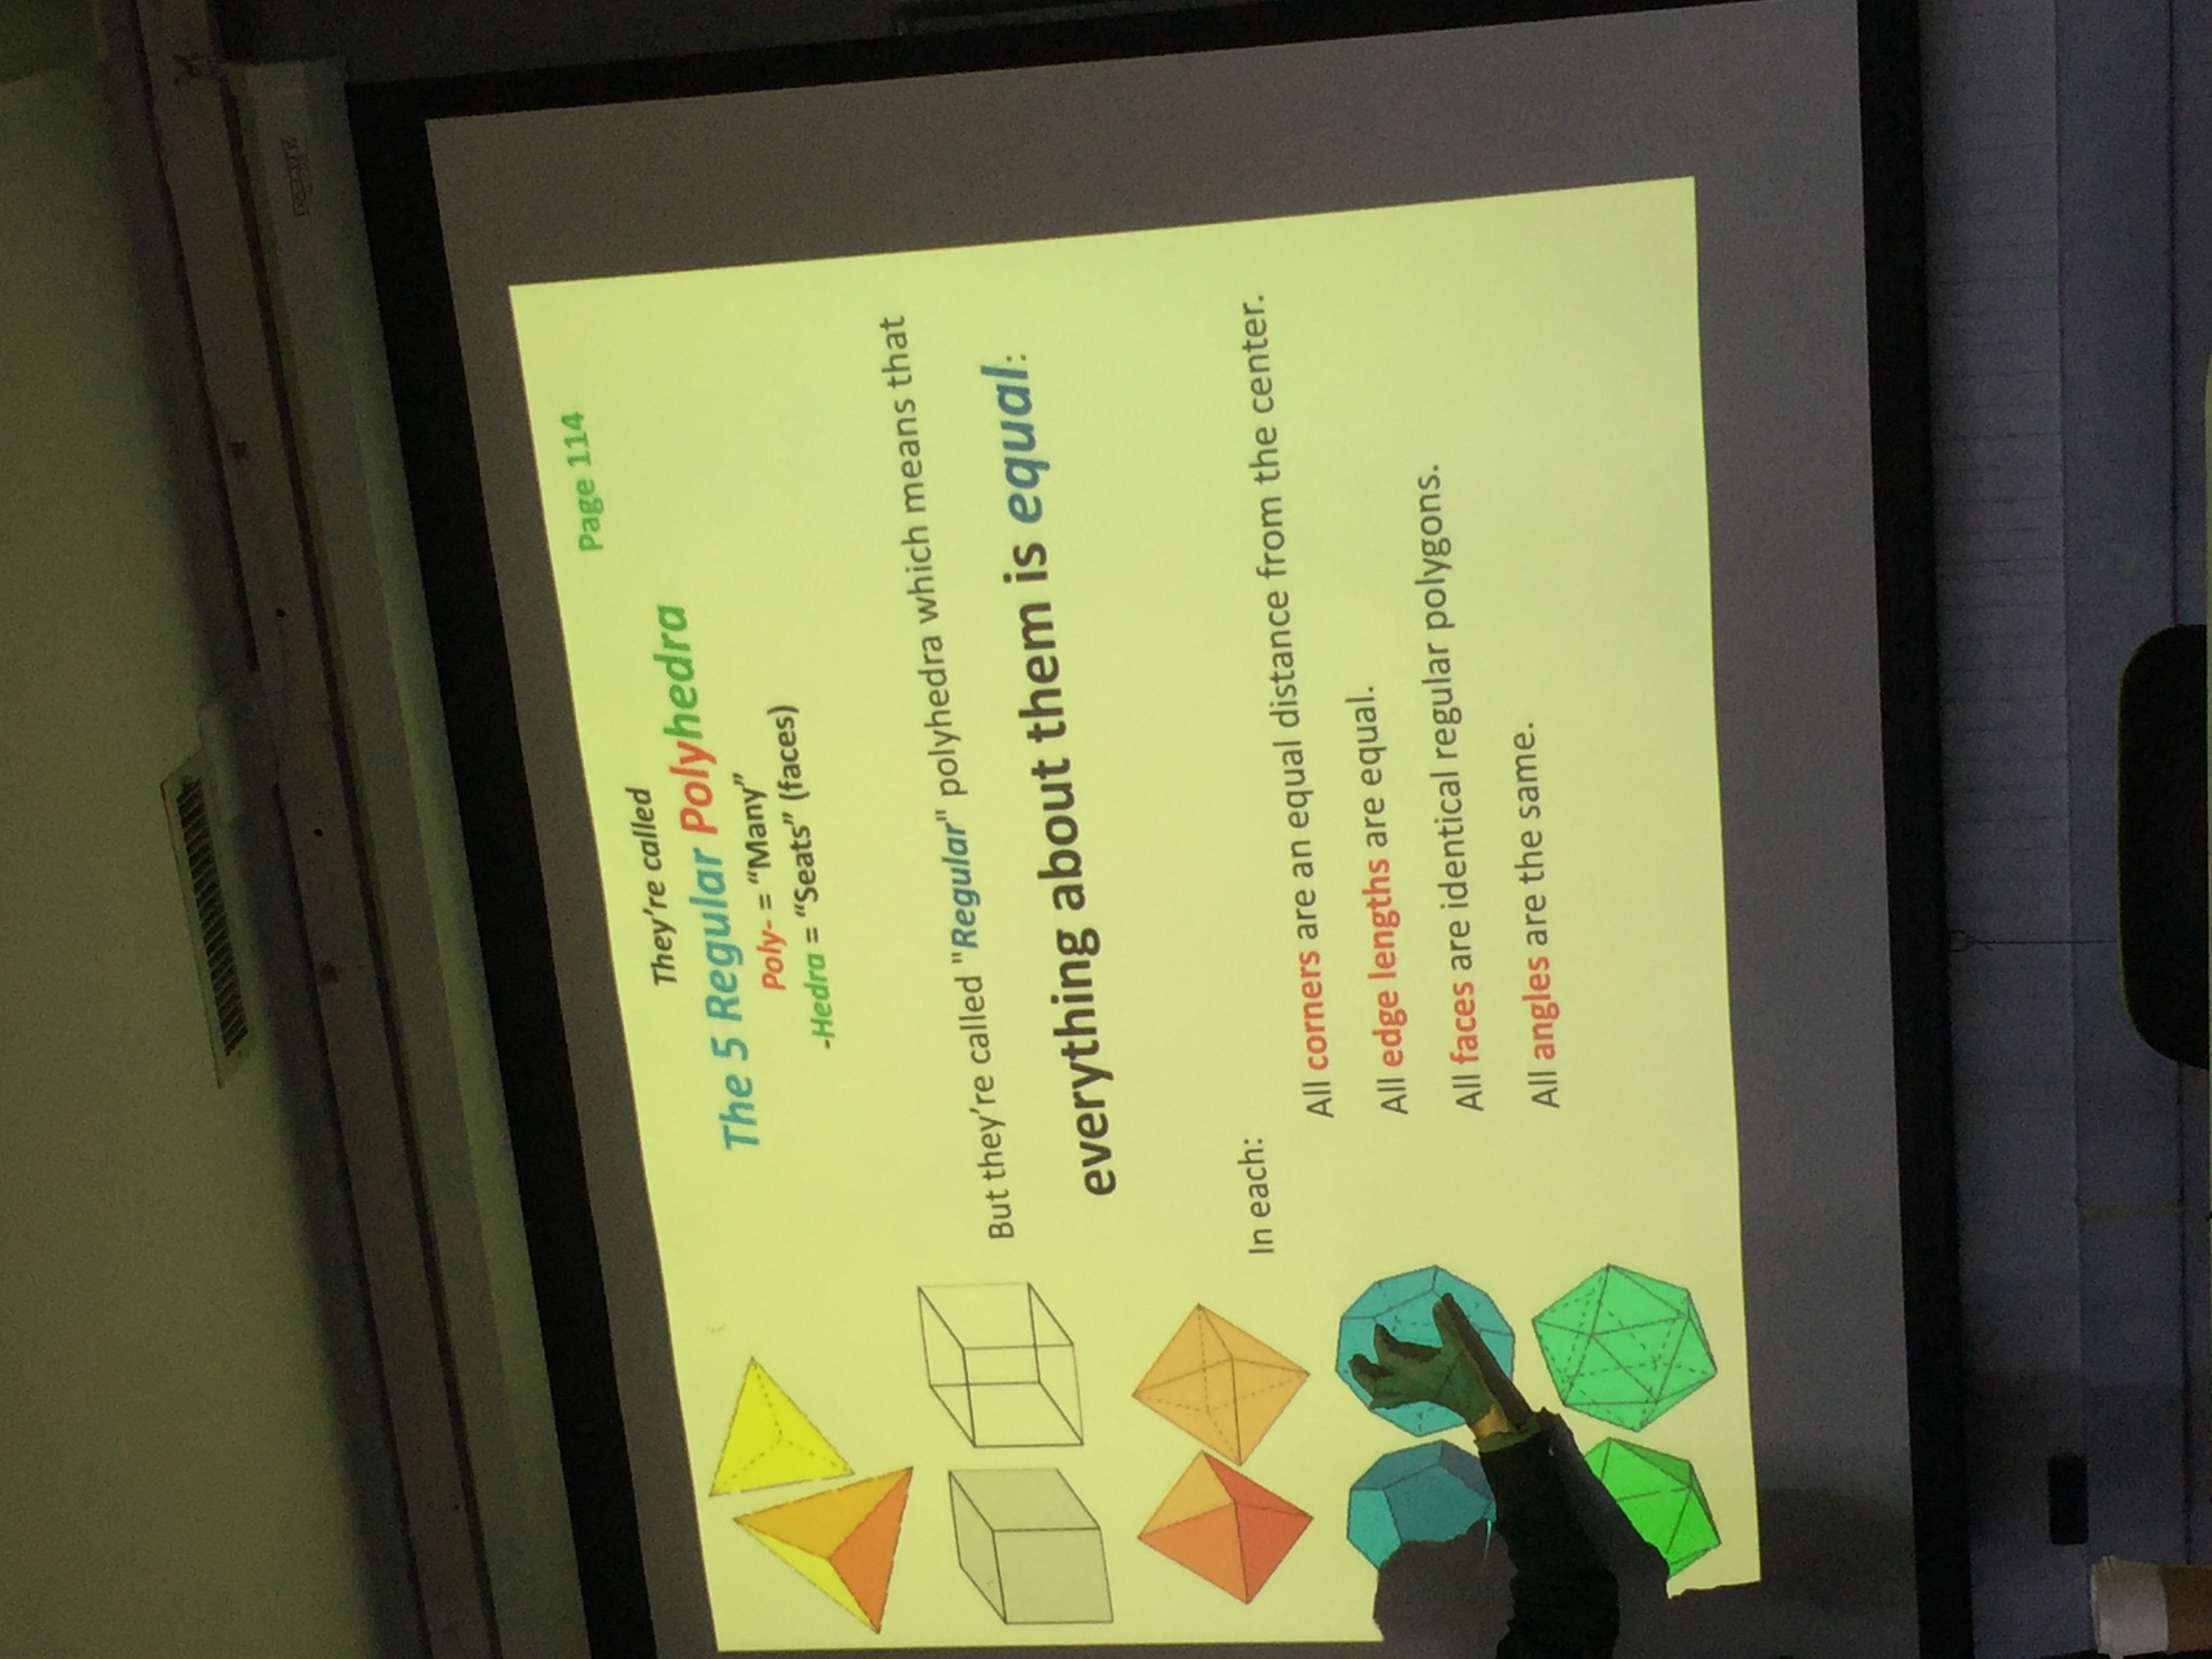 Page 114
They're called
The 5 Regular Polyhedra
Poly- = “Many”
-Hedra = “Seats” (faces)
But they’re called "Regular" polyhedra which means that
everything about them is equal:
In each:
All corners are an equal distance from the center.
All edge lengths are equal.
All faces are identical regular polygons.
All angles are the same.